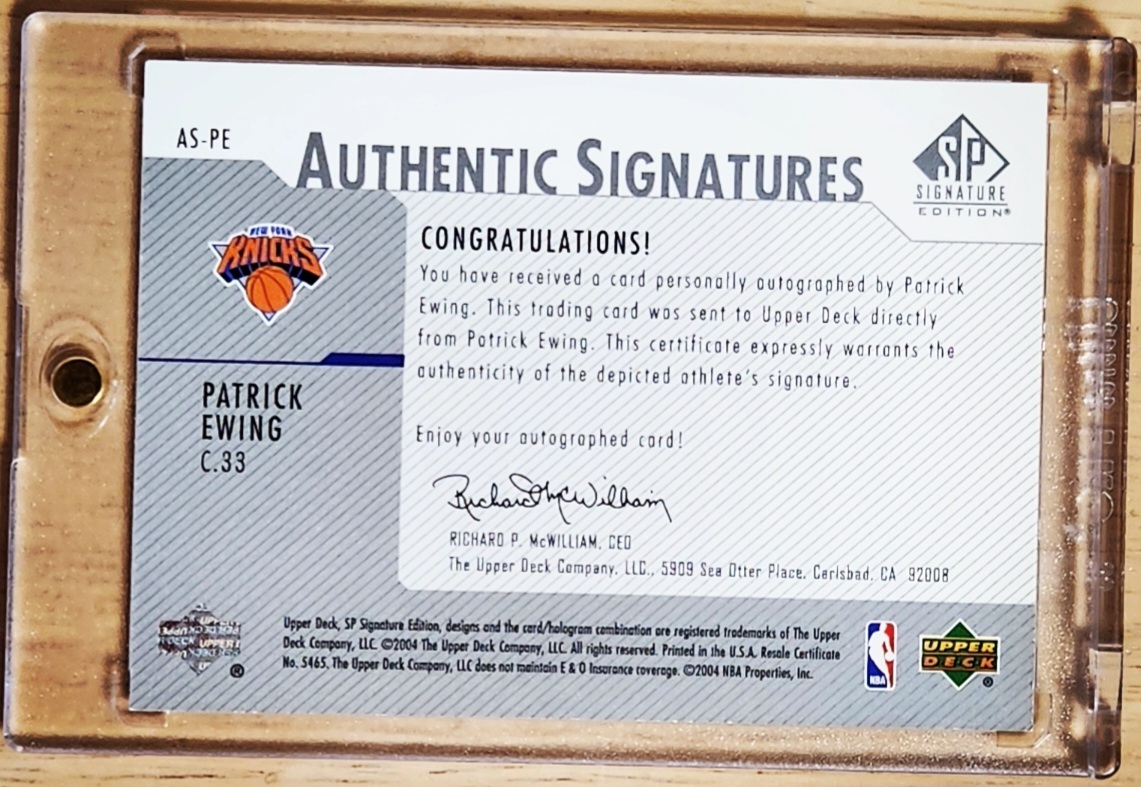 AS-PE
AUTHENTIC SIGNATURES
SP
SIGNATURE
EDITION®
NEW YORK
KNICKS
PATRICK
EWING
C.33
CONGRATULATIONS!
You have received a card personally autographed by Patrick
Ewing. This trading card was sent to Upper Deck directly
from Patrick Ewing. This certificate expressly warrants the
authenticity of the depicted athlete's signature.
Enjoy your autographed card!
Richard McWilliam
RICHARD P. McWILLIAM, CEO
The Upper Deck Company, LLC., 5909 Sea Otter Place, Carlsbad, CA 92008
Upper Deck, SP Signature Edition, designs and the card/hologram combination are registered trademarks of The Upper
Deck Company, LLC. ©2004 The Upper Deck Company, LLC. All rights reserved. Printed in the U.S.A. Resale Certificate
No. 5465. The Upper Deck Company, LLC does not maintain E & O Insurance coverage. ©2004 NBA Properties, Inc.
®
NBA
UPPER
DECK
®